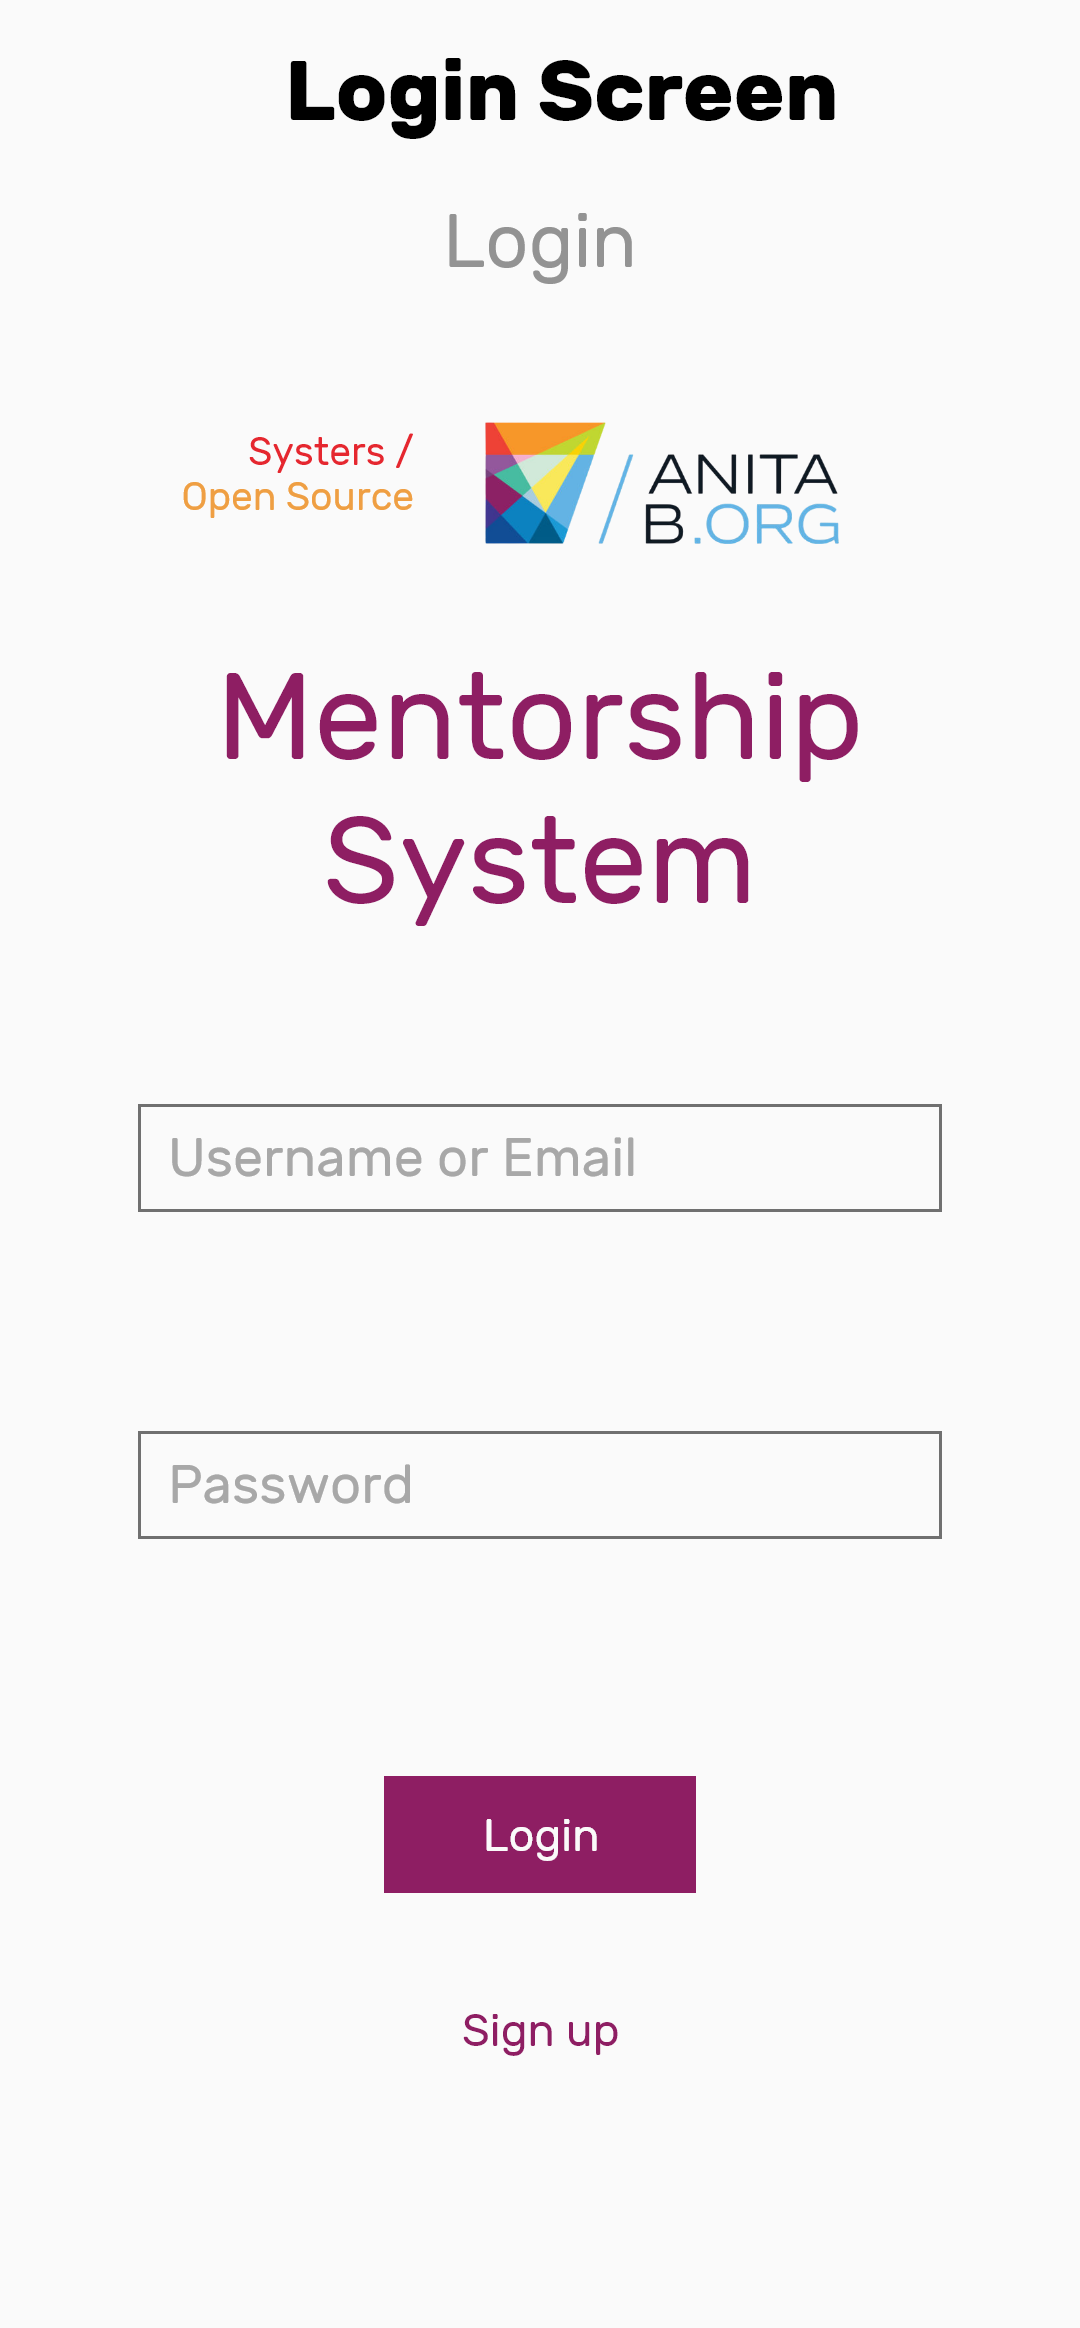 Login Screen
Login
Systers /
Open Source
ANITA
B.ORG
Mentorship
System
Username or Email
Password
Login
Sign up